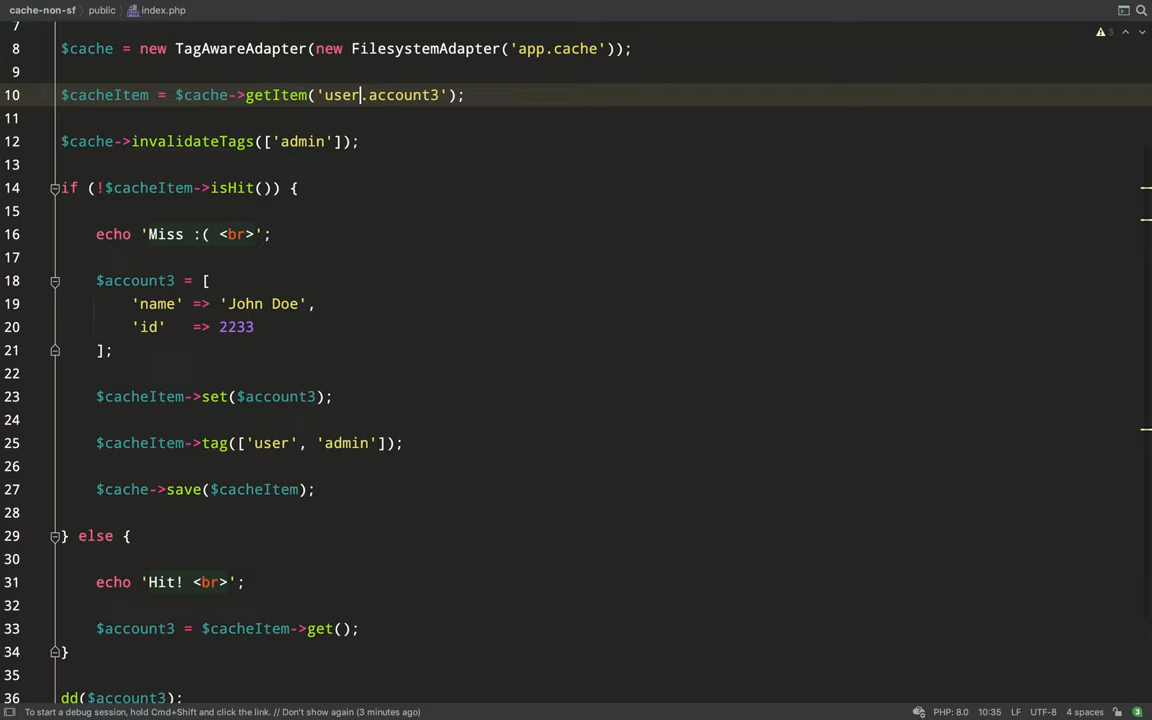 cache-non-sf › public › index.php
7
8 $cache = new TagAwareAdapter(new FilesystemAdapter('app.cache'));
9
10 $cacheItem = $cache->getItem('user.account3');
11
12 $cache->invalidateTags(['admin']);
13
14 if (!$cacheItem->isHit()) {
15
16     echo 'Miss :( <br>';
17
18     $account3 = [
19         'name' => 'John Doe',
20         'id'   => 2233
21     ];
22
23     $cacheItem->set($account3);
24
25     $cacheItem->tag(['user', 'admin']);
26
27     $cache->save($cacheItem);
28
29 } else {
30
31     echo 'Hit! <br>';
32
33     $account3 = $cacheItem->get();
34 }
35
36 dd($account3);
3
To start a debug session, hold Cmd+Shift and click the link. // Don't show again (3 minutes ago) PHP: 8.0 10:35 LF UTF-8 4 spaces 3